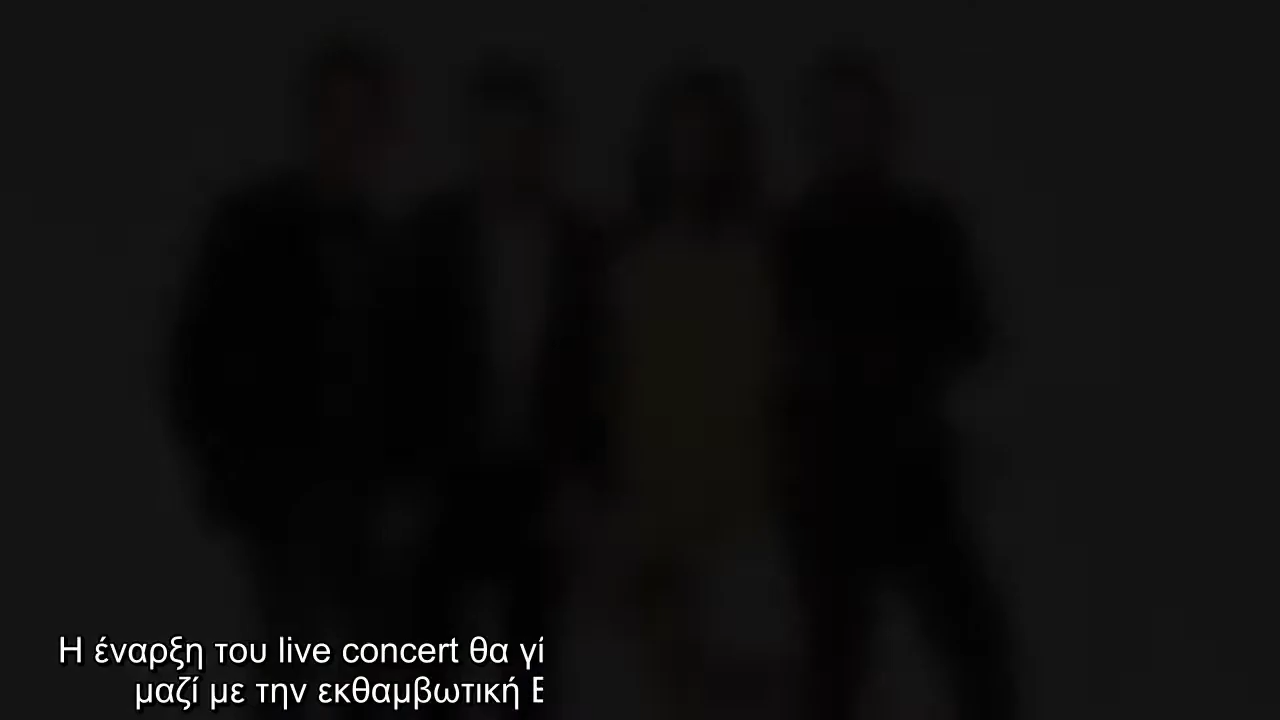 Η έναρξη του live concert θα γί
μαζί με την εκθαμβωτική